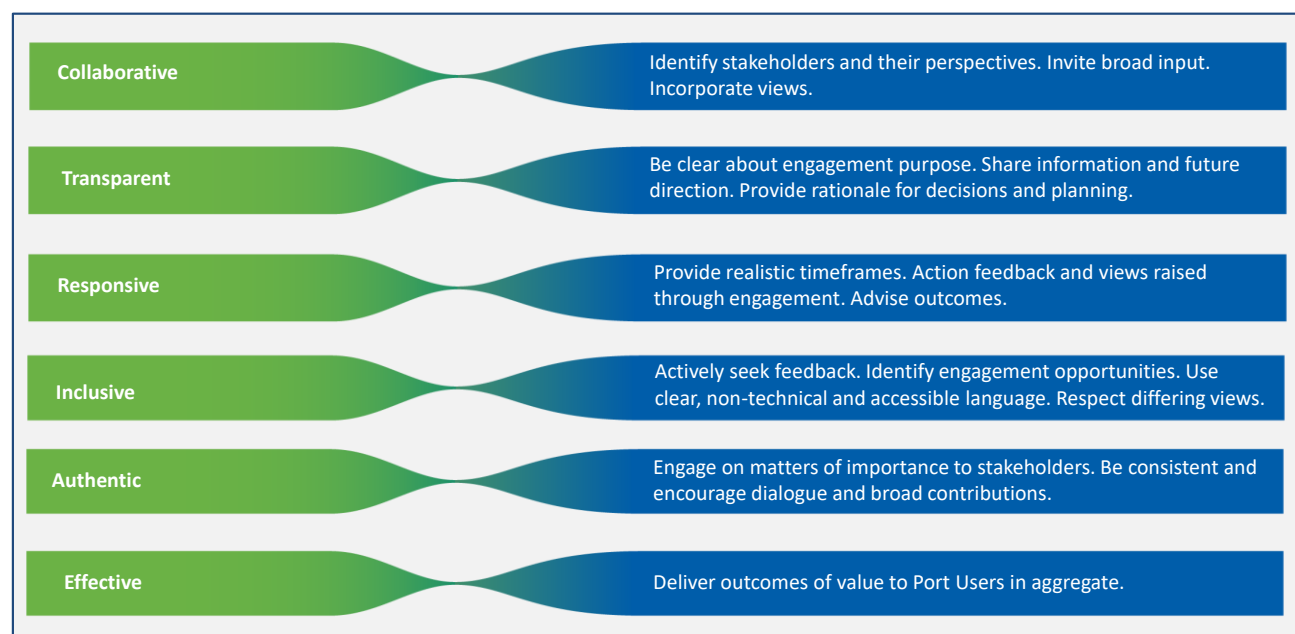 Collaborative
Identify stakeholders and their perspectives. Invite broad input.
Incorporate views.
Transparent
Be clear about engagement purpose. Share information and future
direction. Provide rationale for decisions and planning.
Responsive
Provide realistic timeframes. Action feedback and views raised
through engagement. Advise outcomes.
Inclusive
Actively seek feedback. Identify engagement opportunities. Use
clear, non-technical and accessible language. Respect differing views.
Authentic
Engage on matters of importance to stakeholders. Be consistent and
encourage dialogue and broad contributions.
Effective
Deliver outcomes of value to Port Users in aggregate.